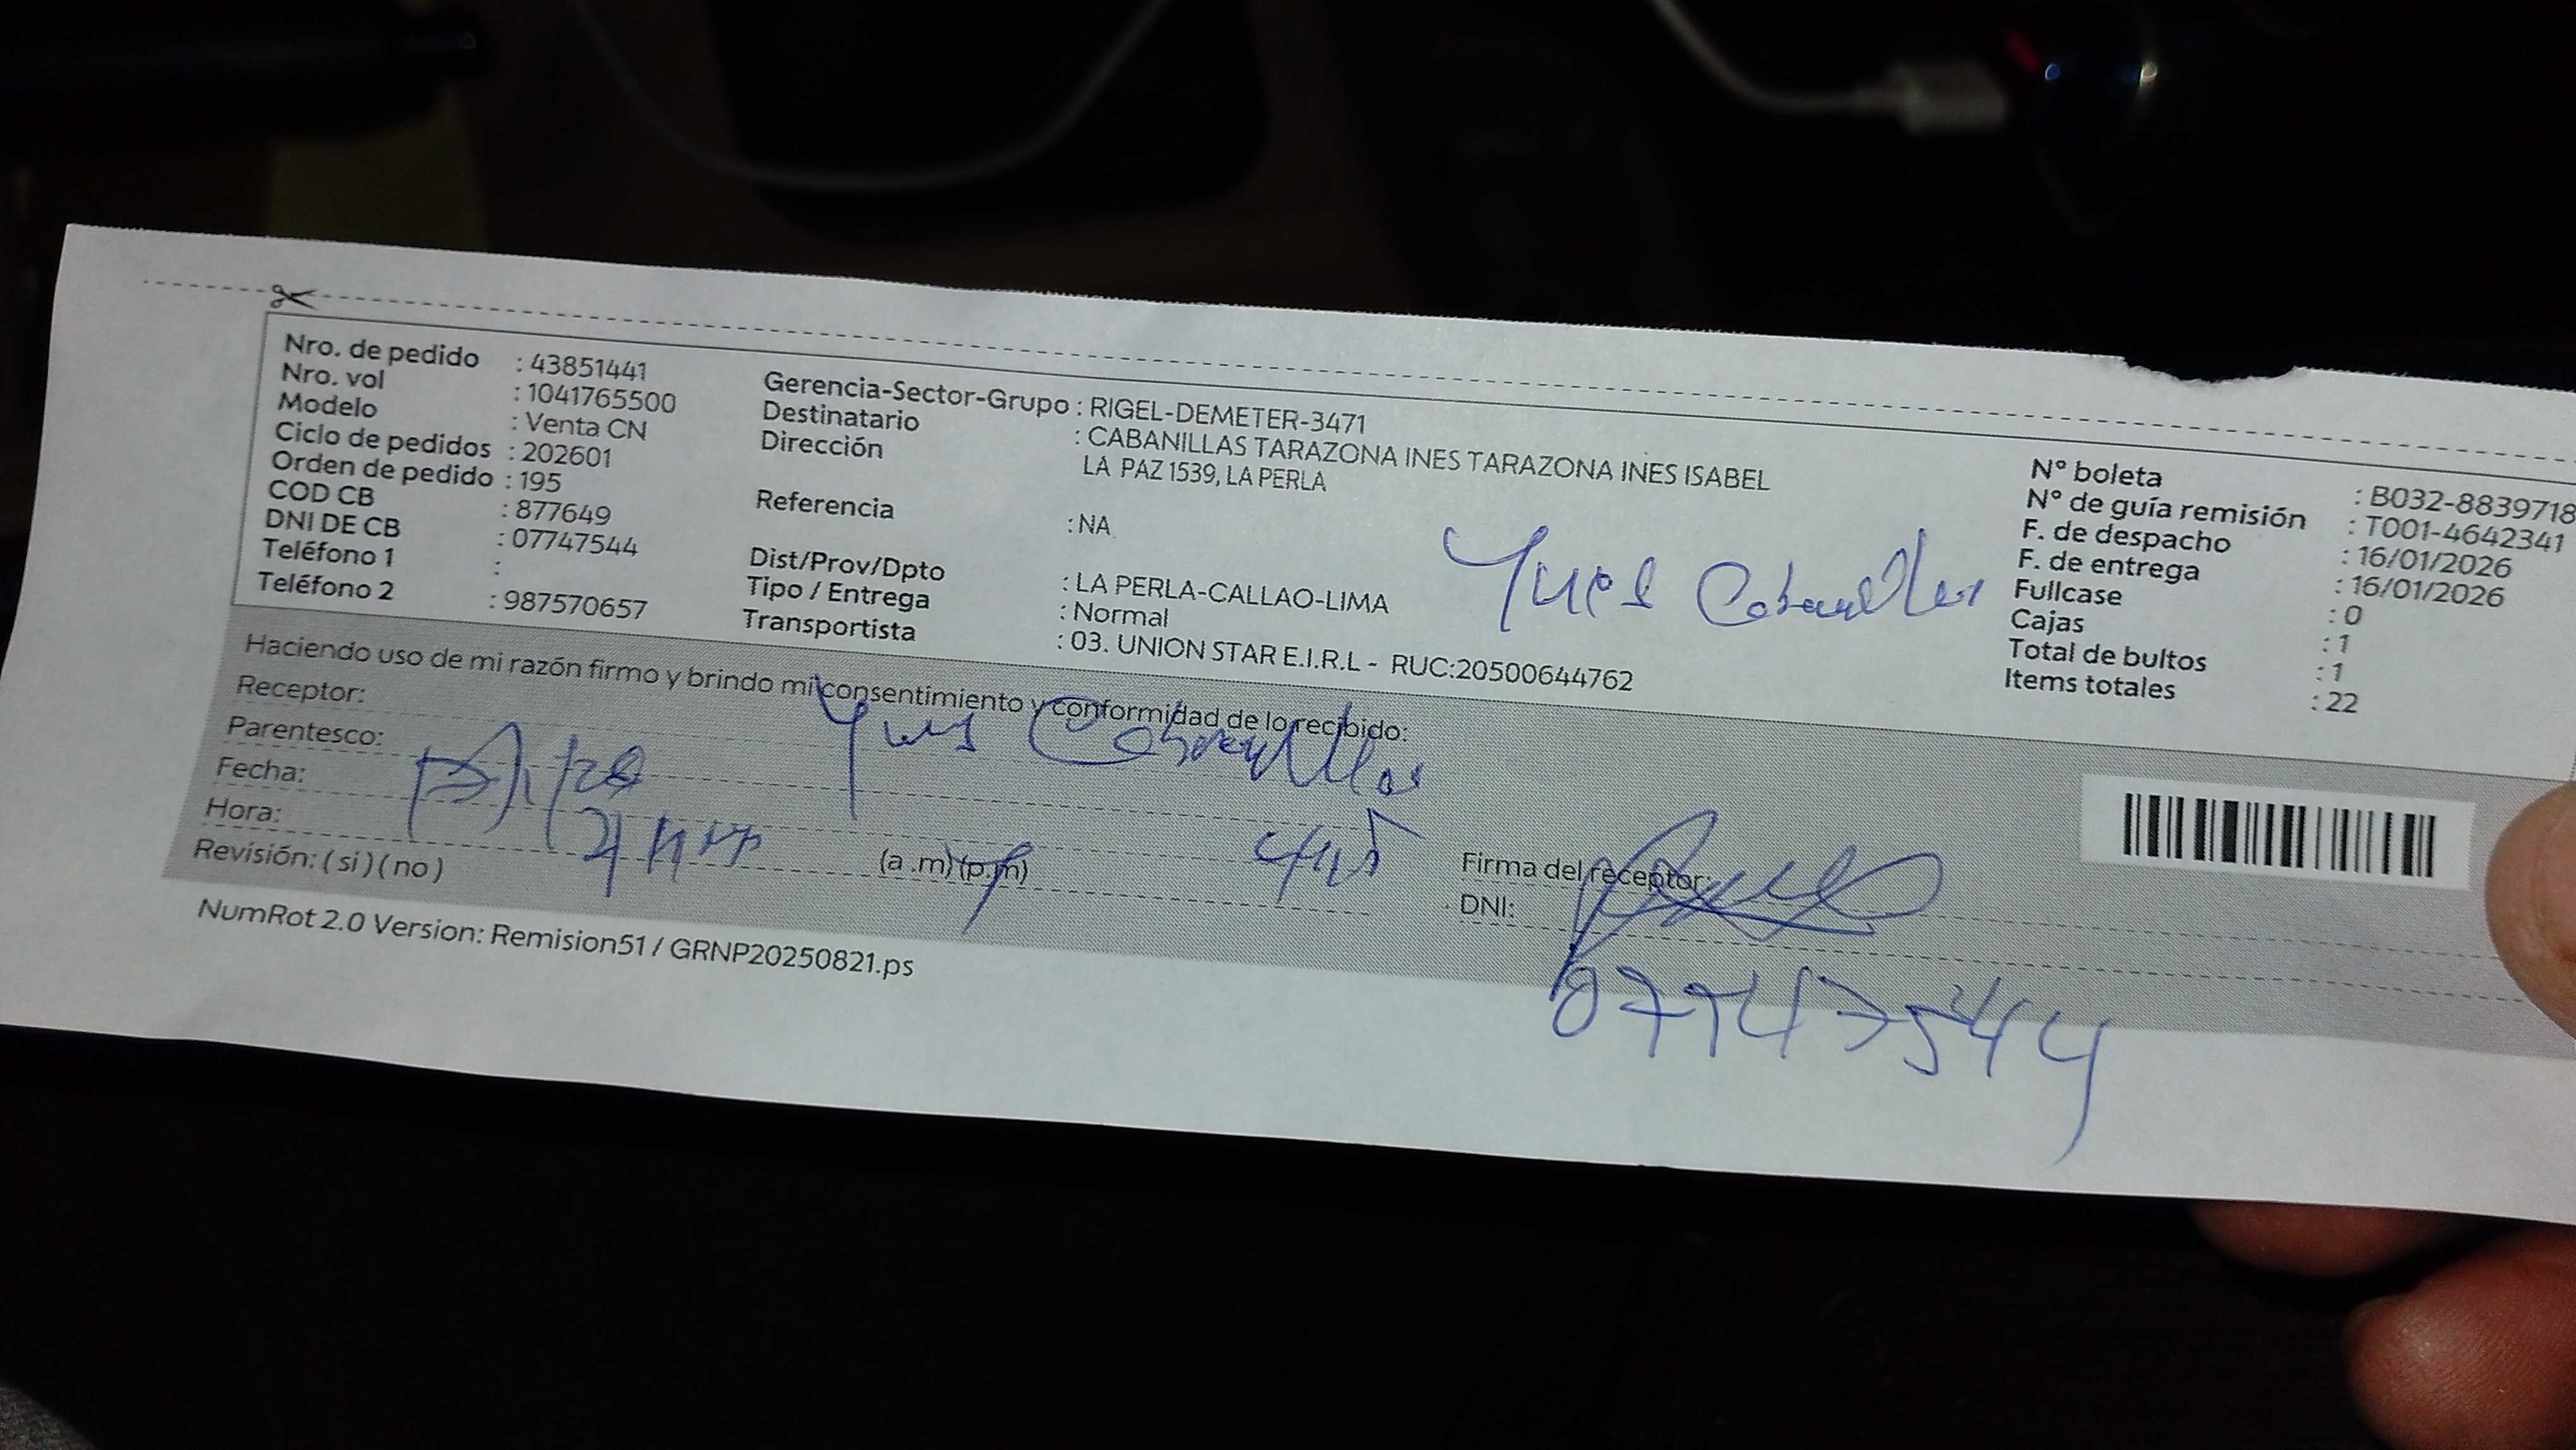 Nro. de pedido : 43851441
Nro. vol : 1041765500
Modelo : Venta CN
Ciclo de pedidos : 202601
Orden de pedido : 195
COD CB : 877649
DNI DE CB : 07747544
Teléfono 1 :
Teléfono 2 : 987570657
Gerencia-Sector-Grupo : RIGEL-DEMETER-3471
Destinatario : CABANILLAS TARAZONA INES TARAZONA INES ISABEL
Dirección LA PAZ 1539, LA PERLA
Referencia : NA
Dist/Prov/Dpto : LA PERLA-CALLAO-LIMA
Tipo / Entrega : Normal
Transportista : 03. UNION STAR E.I.R.L - RUC:20500644762
Ynes Cabanillas
N° boleta : B032-8839718
N° de guía remisión : T001-4642341
F. de despacho : 16/01/2026
F. de entrega : 16/01/2026
Fullcase : 0
Cajas : 1
Total de bultos : 1
Items totales : 22
Haciendo uso de mi razón firmo y brindo mi consentimiento y conformidad de lo recibido:
Receptor: Ynes Cabanillas
Parentesco:
Fecha:
Hora: (a .m) (p.m)
Revisión: ( si ) ( no )
Firma del receptor:
DNI: 07747544
NumRot 2.0 Version: Remision51 / GRNP20250821.ps